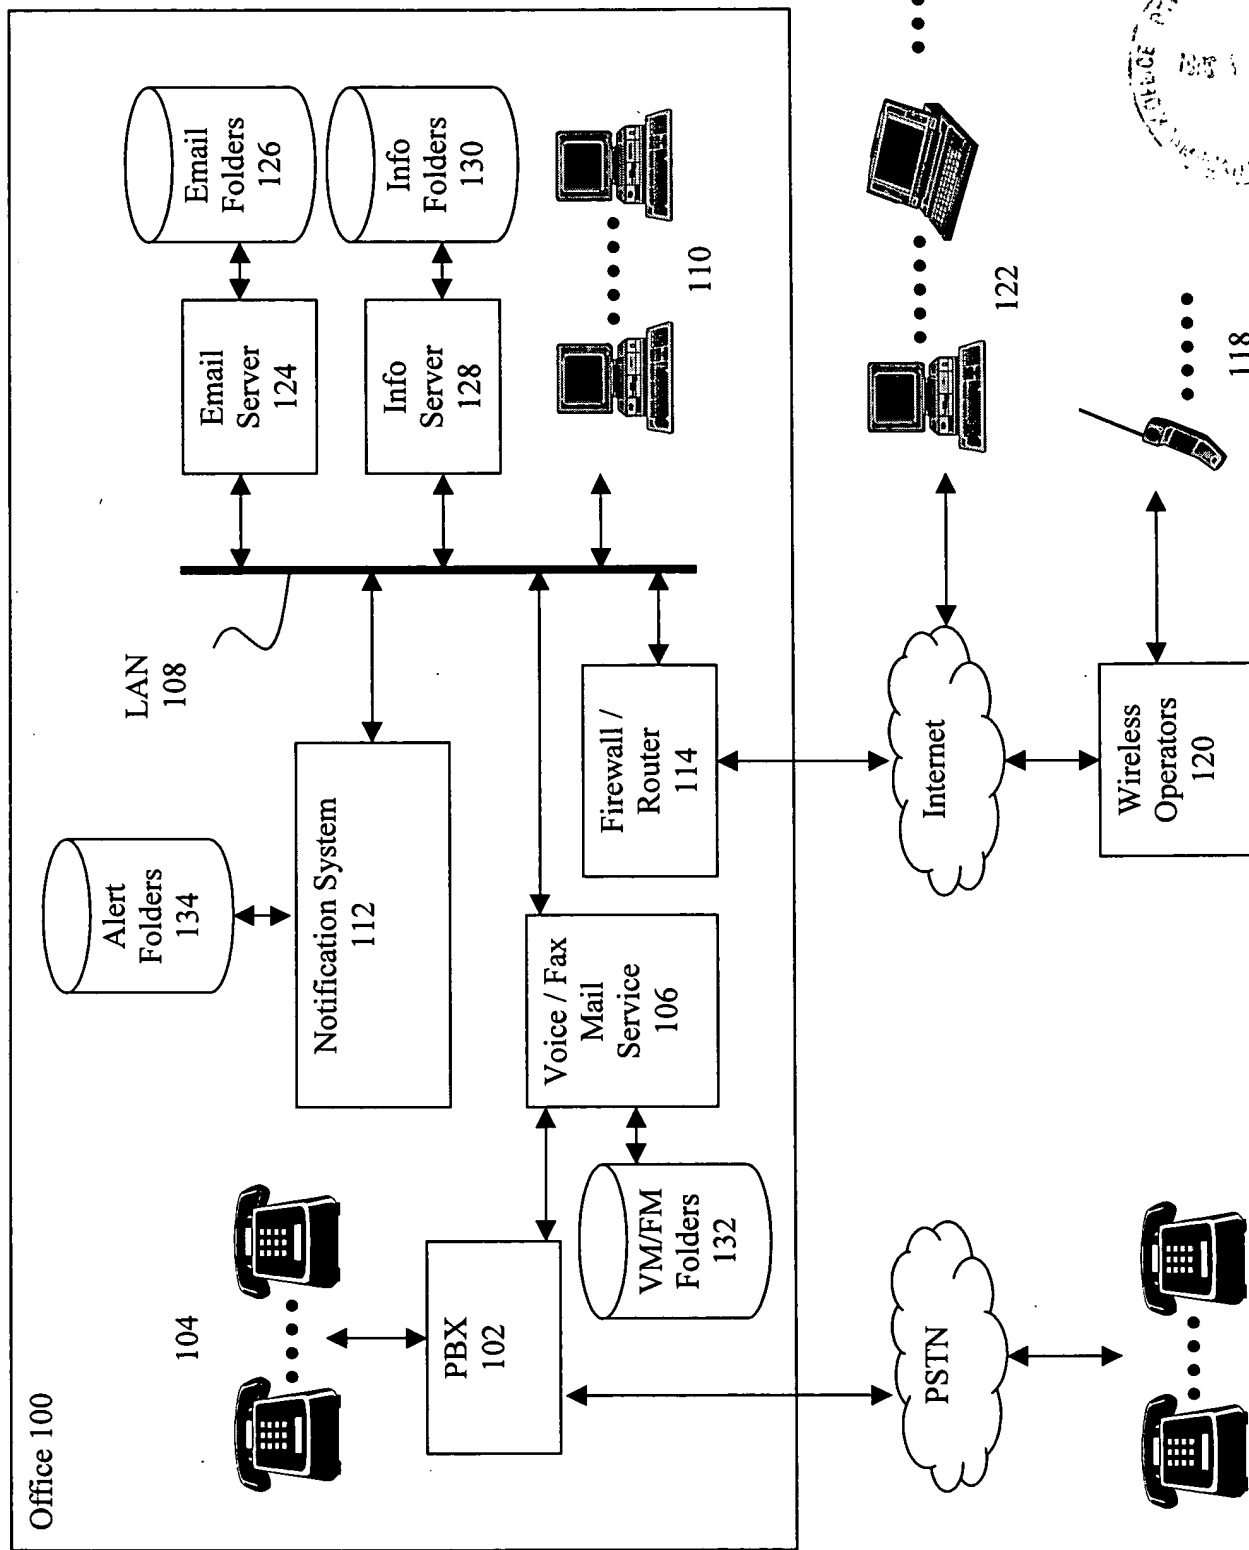 Office 100
104
PBX
102
Alert
Folders
134
Notification System
112
LAN
108
Email
Server
124
Email
Folders
126
Info
Server
128
Info
Folders
130
110
Voice / Fax
Mail
Service
106
VM/FM
Folders
132
Firewall /
Router
114
PSTN
Internet
122
Wireless
Operators
120
118
OFFICE